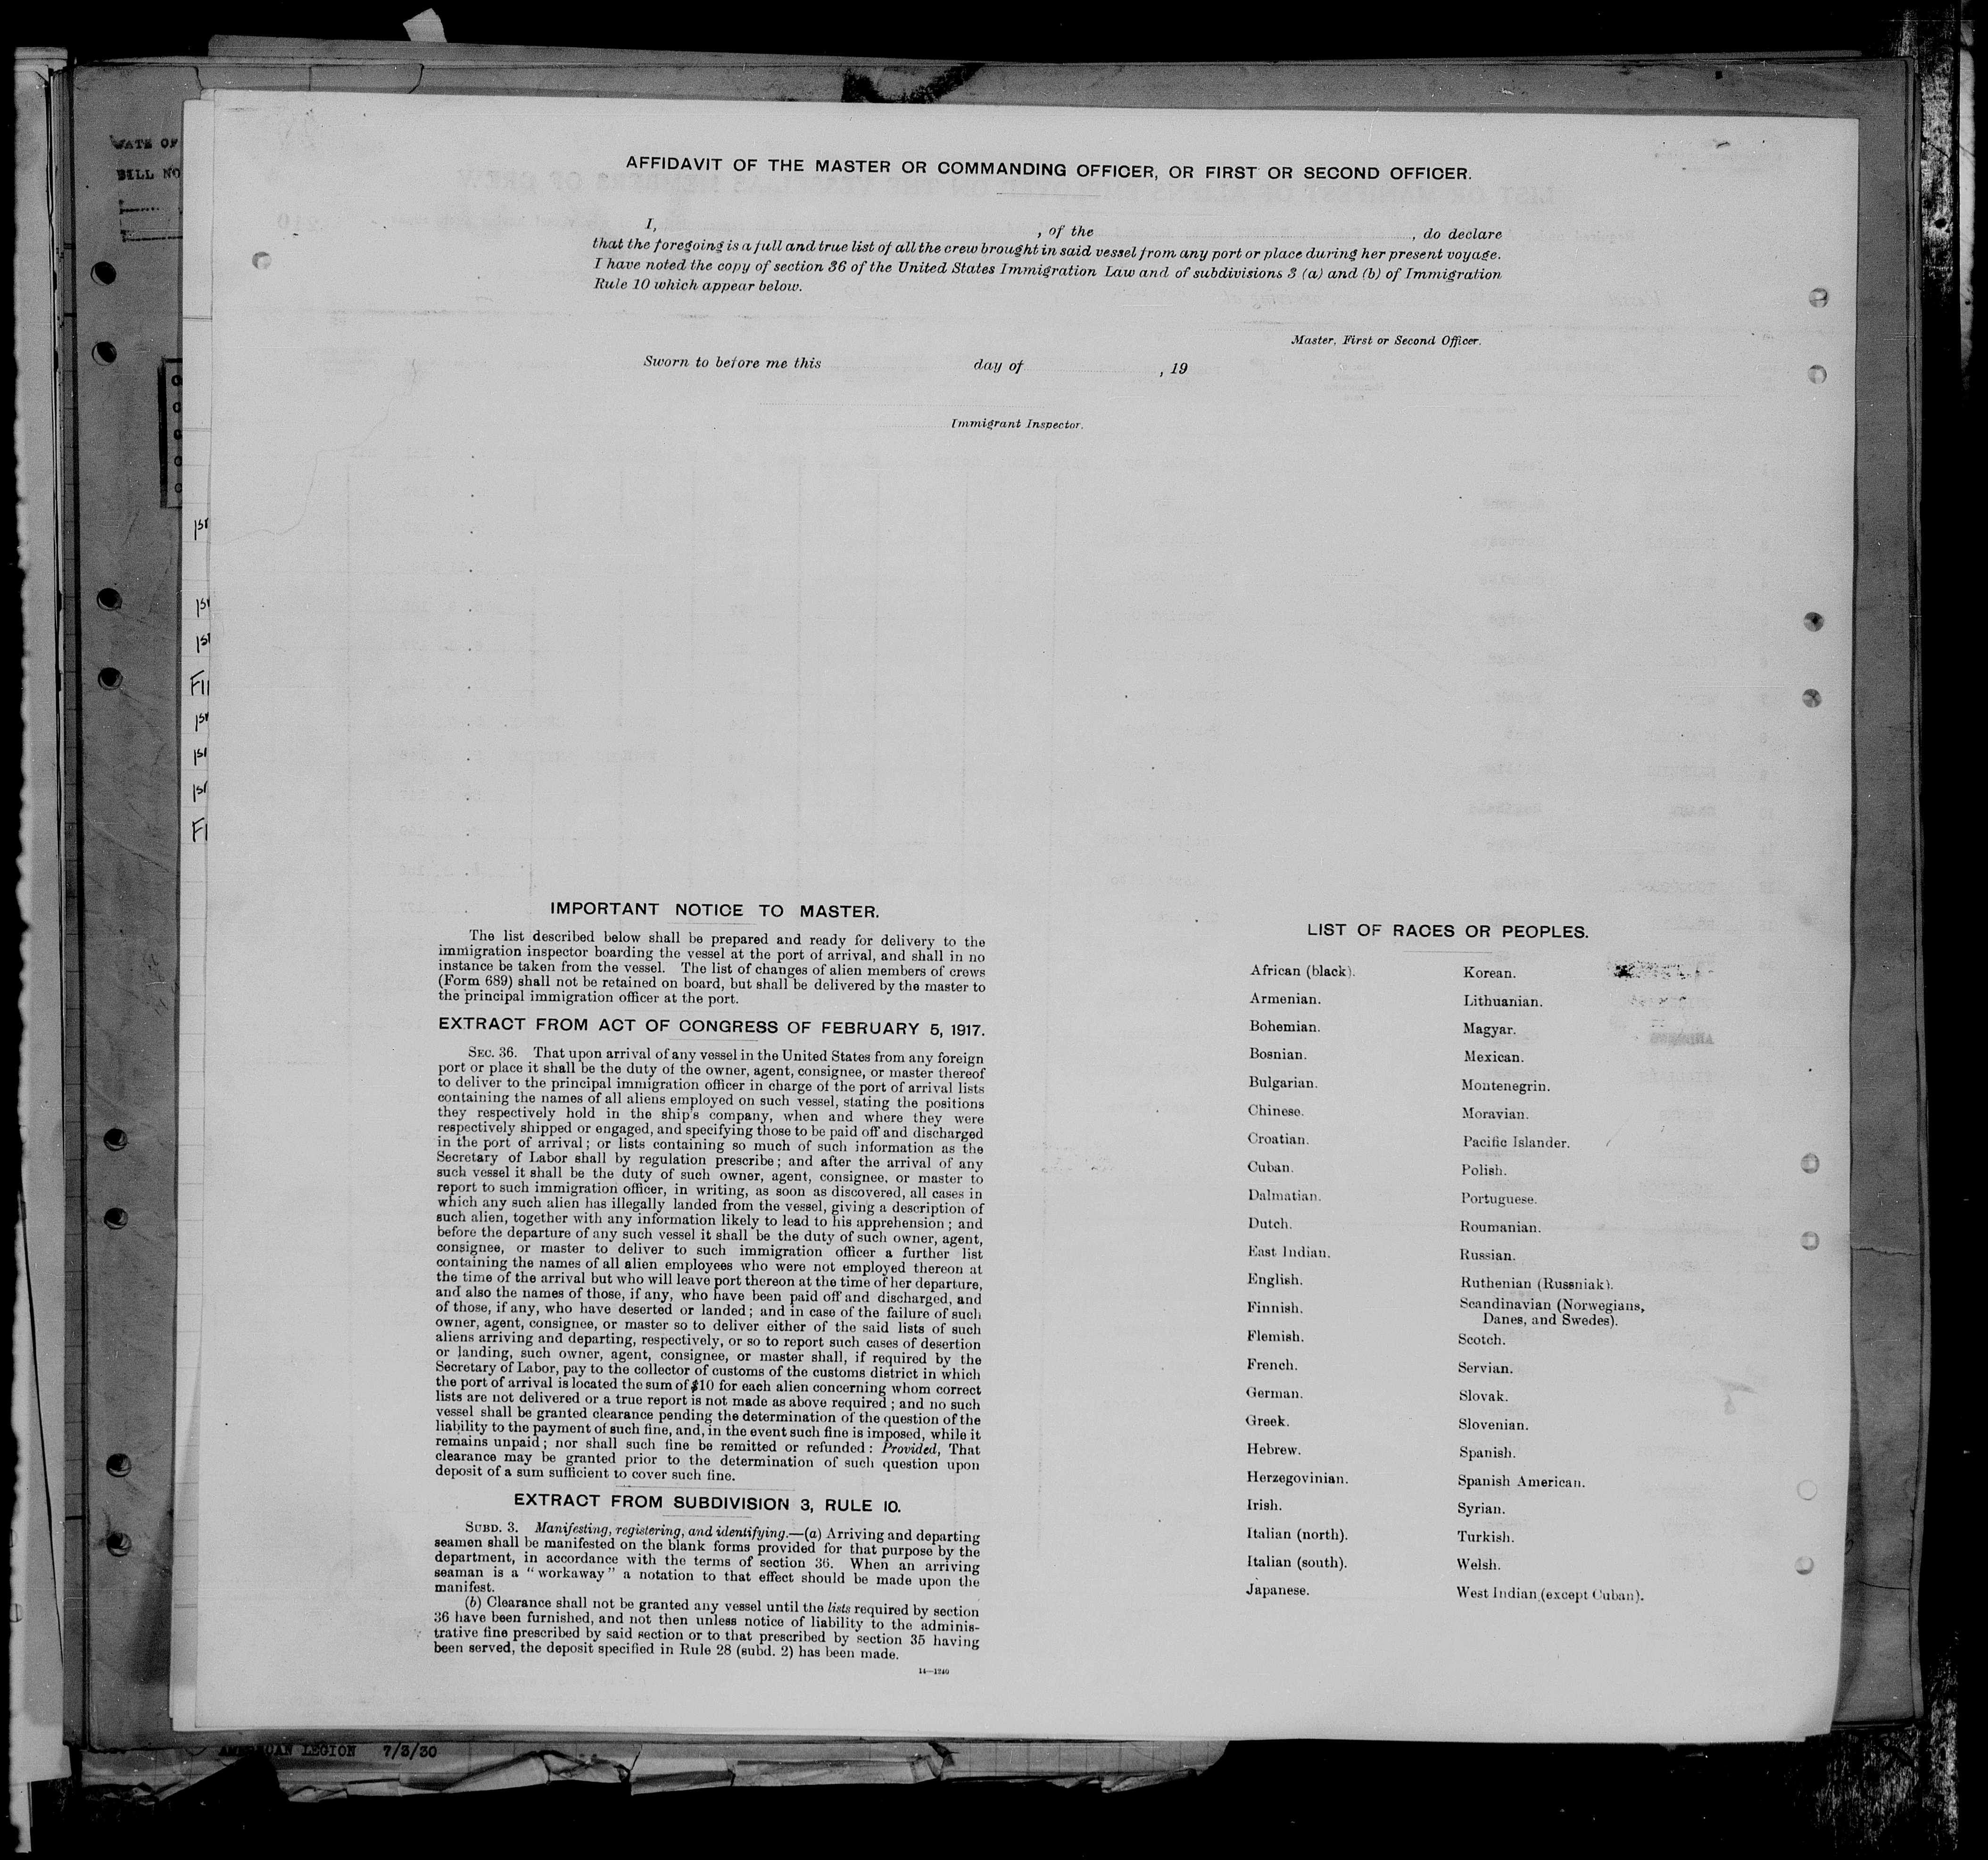 WATE OF
BILL NO
AFFIDAVIT OF THE MASTER OR COMMANDING OFFICER, OR FIRST OR SECOND OFFICER.
I, , of the , do declare
that the foregoing is a full and true list of all the crew brought in said vessel from any port or place during her present voyage.
I have noted the copy of section 36 of the United States Immigration Law and of subdivisions 3 (a) and (b) of Immigration
Rule 10 which appear below.
Master, First or Second Officer.
Sworn to before me this day of , 19
Immigrant Inspector.
IMPORTANT NOTICE TO MASTER.
The list described below shall be prepared and ready for delivery to the
immigration inspector boarding the vessel at the port of arrival, and shall in no
instance be taken from the vessel. The list of changes of alien members of crews
(Form 689) shall not be retained on board, but shall be delivered by the master to
the principal immigration officer at the port.
EXTRACT FROM ACT OF CONGRESS OF FEBRUARY 5, 1917.
SEC. 36. That upon arrival of any vessel in the United States from any foreign
port or place it shall be the duty of the owner, agent, consignee, or master thereof
to deliver to the principal immigration officer in charge of the port of arrival lists
containing the names of all aliens employed on such vessel, stating the positions
they respectively hold in the ship's company, when and where they were
respectively shipped or engaged, and specifying those to be paid off and discharged
in the port of arrival; or lists containing so much of such information as the
Secretary of Labor shall by regulation prescribe; and after the arrival of any
such vessel it shall be the duty of such owner, agent, consignee, or master to
report to such immigration officer, in writing, as soon as discovered, all cases in
which any such alien has illegally landed from the vessel, giving a description of
such alien, together with any information likely to lead to his apprehension; and
before the departure of any such vessel it shall be the duty of such owner, agent,
consignee, or master to deliver to such immigration officer a further list
containing the names of all alien employees who were not employed thereon at
the time of the arrival but who will leave port thereon at the time of her departure,
and also the names of those, if any, who have been paid off and discharged, and
of those, if any, who have deserted or landed; and in case of the failure of such
owner, agent, consignee, or master so to deliver either of the said lists of such
aliens arriving and departing, respectively, or so to report such cases of desertion
or landing, such owner, agent, consignee, or master shall, if required by the
Secretary of Labor, pay to the collector of customs of the customs district in which
the port of arrival is located the sum of $10 for each alien concerning whom correct
lists are not delivered or a true report is not made as above required; and no such
vessel shall be granted clearance pending the determination of the question of the
liability to the payment of such fine, and, in the event such fine is imposed, while it
remains unpaid; nor shall such fine be remitted or refunded: Provided, That
clearance may be granted prior to the determination of such question upon
deposit of a sum sufficient to cover such fine.
EXTRACT FROM SUBDIVISION 3, RULE 10.
SUBD. 3. Manifesting, registering, and identifying.—(a) Arriving and departing
seamen shall be manifested on the blank forms provided for that purpose by the
department, in accordance with the terms of section 36. When an arriving
seaman is a "workaway" a notation to that effect should be made upon the
manifest.
(b) Clearance shall not be granted any vessel until the lists required by section
36 have been furnished, and not then unless notice of liability to the adminis-
trative fine prescribed by said section or to that prescribed by section 35 having
been served, the deposit specified in Rule 28 (subd. 2) has been made.
14—1240
LIST OF RACES OR PEOPLES.
African (black).
Armenian.
Bohemian.
Bosnian.
Bulgarian.
Chinese.
Croatian.
Cuban.
Dalmatian.
Dutch.
East Indian.
English.
Finnish.
Flemish.
French.
German.
Greek.
Hebrew.
Herzegovinian.
Irish.
Italian (north).
Italian (south).
Japanese.
Korean.
Lithuanian.
Magyar.
Mexican.
Montenegrin.
Moravian.
Pacific Islander.
Polish.
Portuguese.
Roumanian.
Russian.
Ruthenian (Russniak).
Scandinavian (Norwegians,
Danes, and Swedes).
Scotch.
Servian.
Slovak.
Slovenian.
Spanish.
Spanish American.
Syrian.
Turkish.
Welsh.
West Indian (except Cuban).
AMERICAN LEGION 7/3/30